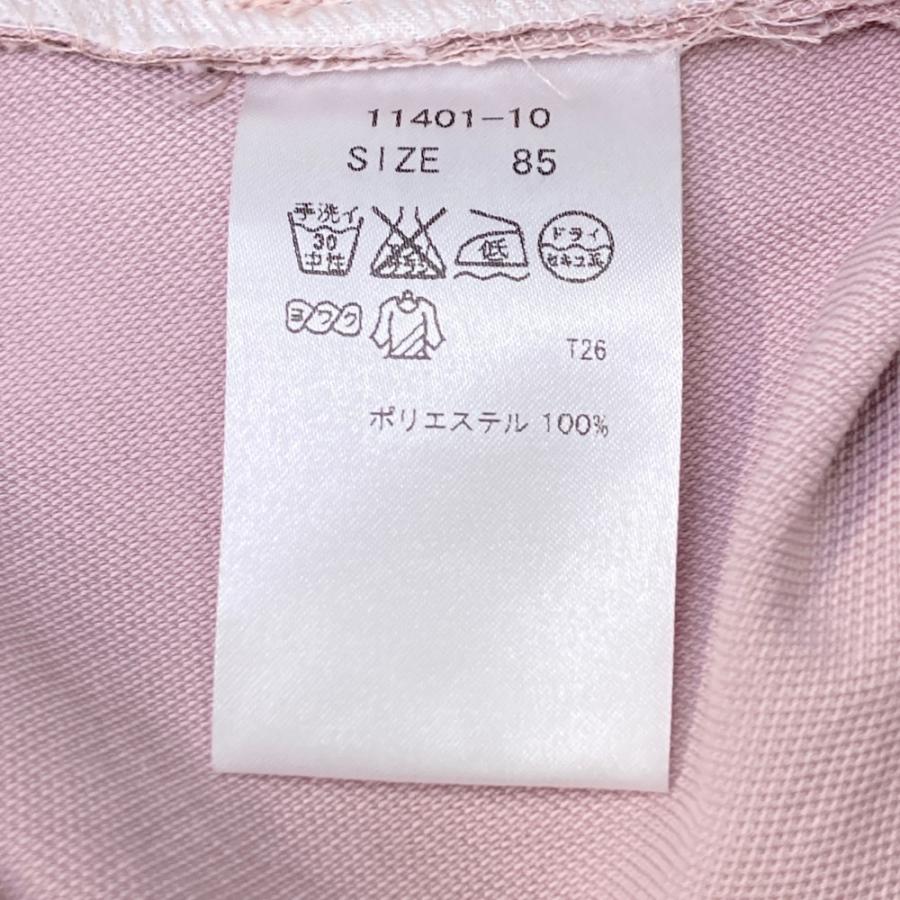 11401-10
SIZE 85
手洗イ
30
中性
低
ドライ
セキユ系
ヨワク
T26
ポリエステル 100%